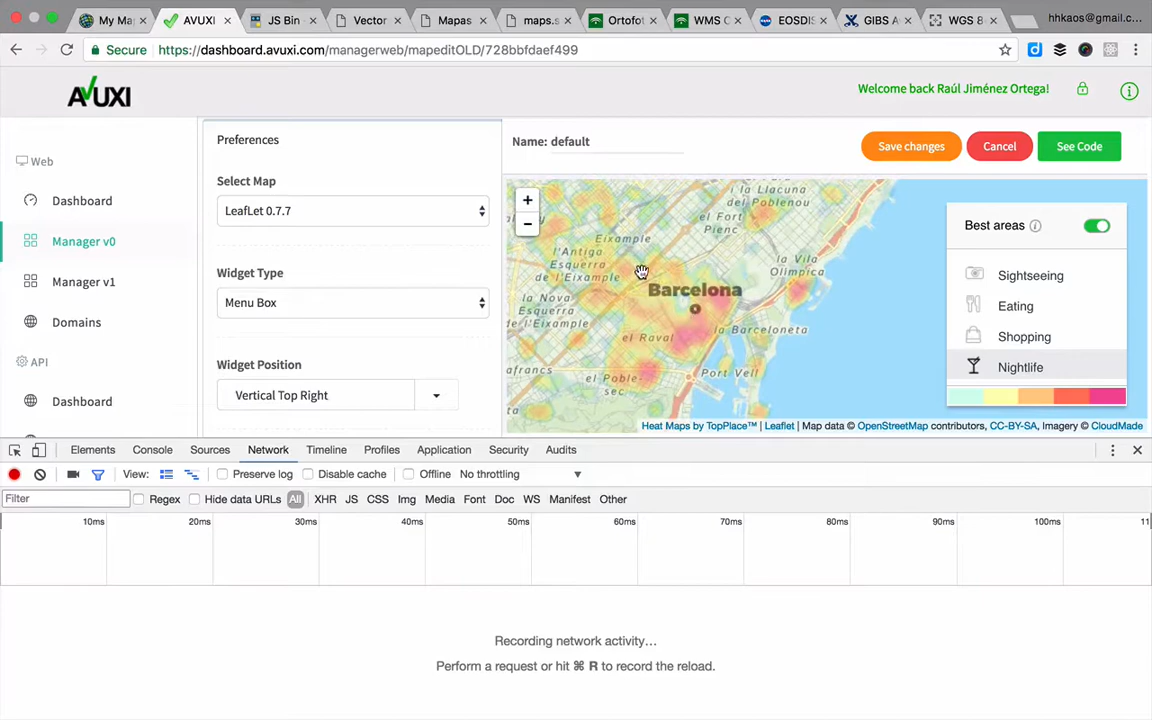 My Ma
AVUXI
JS Bin
Vector
Mapas
maps.s
Ortofot
WMS C
EOSDIS
GIBS A
WGS 8
hhkaos@gmail.c...
Secure https://dashboard.avuxi.com/managerweb/mapeditOLD/728bbfdaef499
AVUXI
Welcome back Raúl Jiménez Ortega!
Web
Dashboard
Manager v0
Manager v1
Domains
API
Dashboard
Preferences
Select Map
LeafLet 0.7.7
Widget Type
Menu Box
Widget Position
Vertical Top Right
Name: default
Save changes
Cancel
See Code
+
−
i la Llacuna
del Poblenou
el Fort
Pienc
Eixample
l'Antiga
Esquerra
de l'Eixample
la Vila
Olímpica
la Nova
Esquerra
de l'Eixample
Barcelona
el Raval
la Barceloneta
afrancs
el Poble-
sec
Port Vell
Best areas
Sightseeing
Eating
Shopping
Nightlife
Heat Maps by TopPlace™ | Leaflet | Map data © OpenStreetMap contributors, CC-BY-SA, Imagery © CloudMade
Elements Console Sources Network Timeline Profiles Application Security Audits
View: Preserve log Disable cache Offline No throttling
Filter Regex Hide data URLs All XHR JS CSS Img Media Font Doc WS Manifest Other
10ms 20ms 30ms 40ms 50ms 60ms 70ms 80ms 90ms 100ms 11
Recording network activity…
Perform a request or hit ⌘ R to record the reload.